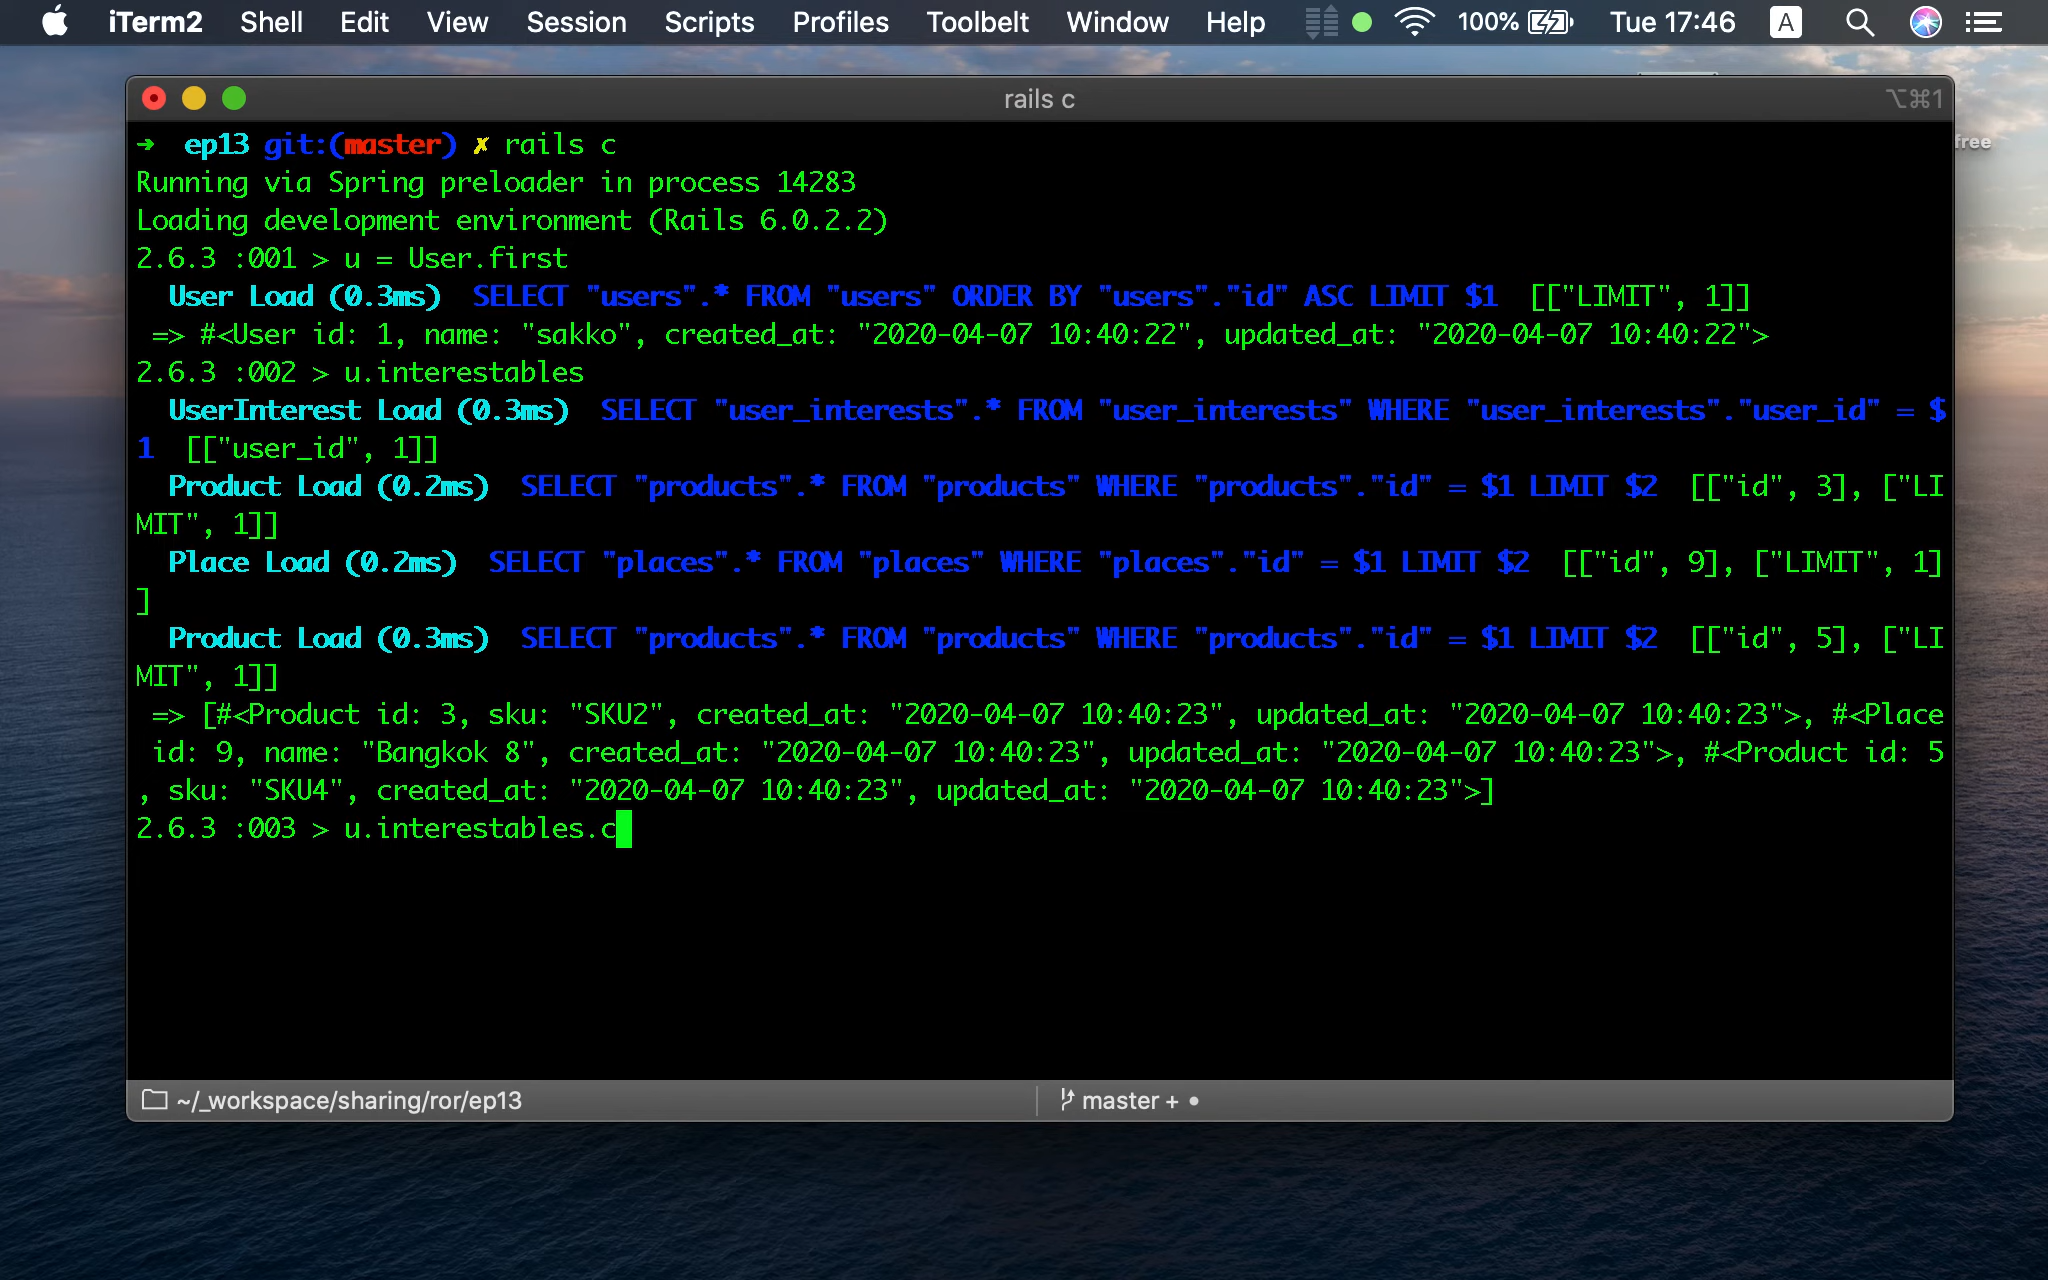 iTerm2 Shell Edit View Session Scripts Profiles Toolbelt Window Help 100% Tue 17:46 A
rails c ⌥⌘1
free
➜ ep13 git:(master) ✗ rails c
Running via Spring preloader in process 14283
Loading development environment (Rails 6.0.2.2)
2.6.3 :001 > u = User.first
  User Load (0.3ms)  SELECT "users".* FROM "users" ORDER BY "users"."id" ASC LIMIT $1  [["LIMIT", 1]]
 => #<User id: 1, name: "sakko", created_at: "2020-04-07 10:40:22", updated_at: "2020-04-07 10:40:22">
2.6.3 :002 > u.interestables
  UserInterest Load (0.3ms)  SELECT "user_interests".* FROM "user_interests" WHERE "user_interests"."user_id" = $
1  [["user_id", 1]]
  Product Load (0.2ms)  SELECT "products".* FROM "products" WHERE "products"."id" = $1 LIMIT $2  [["id", 3], ["LI
MIT", 1]]
  Place Load (0.2ms)  SELECT "places".* FROM "places" WHERE "places"."id" = $1 LIMIT $2  [["id", 9], ["LIMIT", 1]
]
  Product Load (0.3ms)  SELECT "products".* FROM "products" WHERE "products"."id" = $1 LIMIT $2  [["id", 5], ["LI
MIT", 1]]
 => [#<Product id: 3, sku: "SKU2", created_at: "2020-04-07 10:40:23", updated_at: "2020-04-07 10:40:23">, #<Place
 id: 9, name: "Bangkok 8", created_at: "2020-04-07 10:40:23", updated_at: "2020-04-07 10:40:23">, #<Product id: 5
, sku: "SKU4", created_at: "2020-04-07 10:40:23", updated_at: "2020-04-07 10:40:23">]
2.6.3 :003 > u.interestables.c
~/_workspace/sharing/ror/ep13 master + •